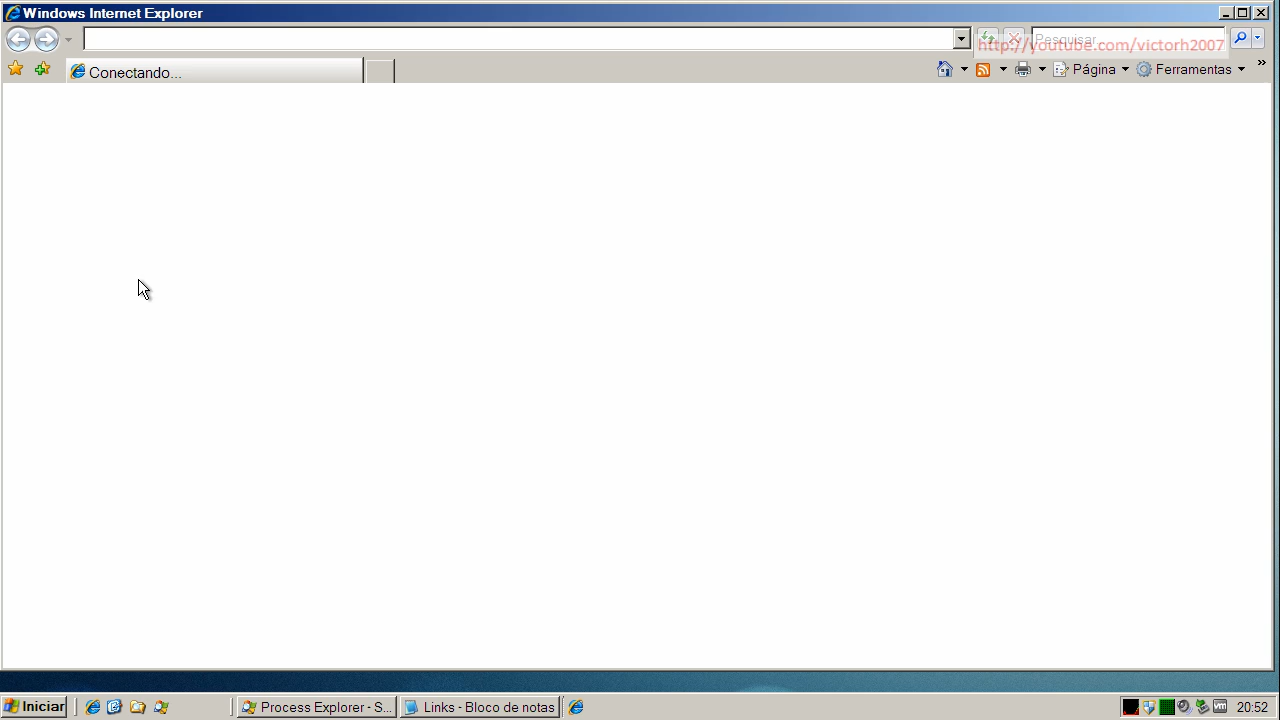 Windows Internet Explorer
Pesquisar...
http://youtube.com/victorh2007
Conectando...
Página
Ferramentas
»
Iniciar
Process Explorer - S...
Links - Bloco de notas
20:52